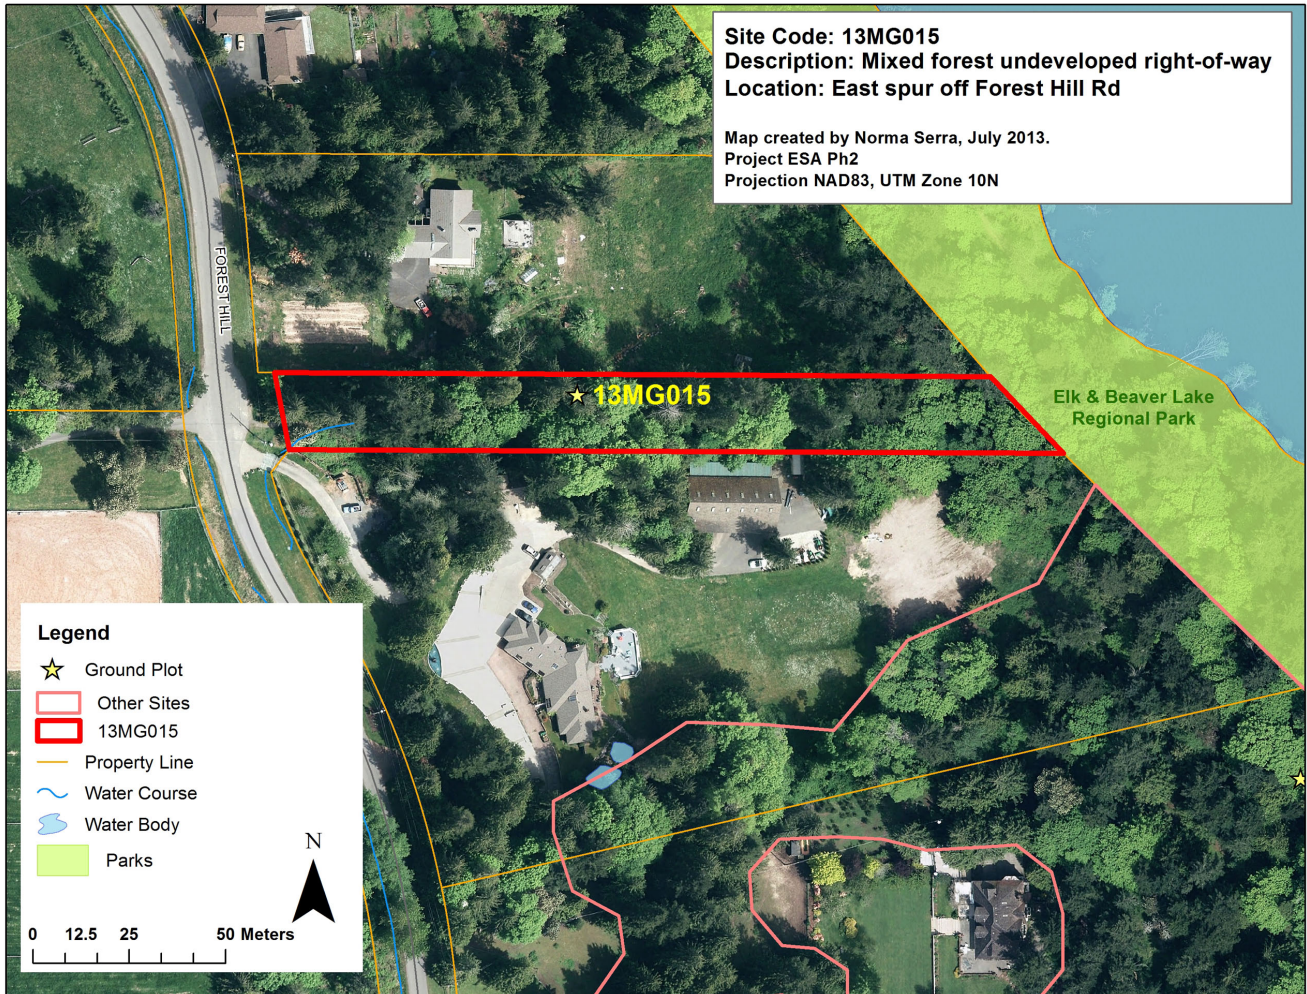 Site Code: 13MG015
Description: Mixed forest undeveloped right-of-way
Location: East spur off Forest Hill Rd
Map created by Norma Serra, July 2013.
Project ESA Ph2
Projection NAD83, UTM Zone 10N
FOREST HILL
13MG015
Elk & Beaver Lake
Regional Park
Legend
Ground Plot
Other Sites
13MG015
Property Line
Water Course
Water Body
Parks
N
0 12.5 25 50 Meters